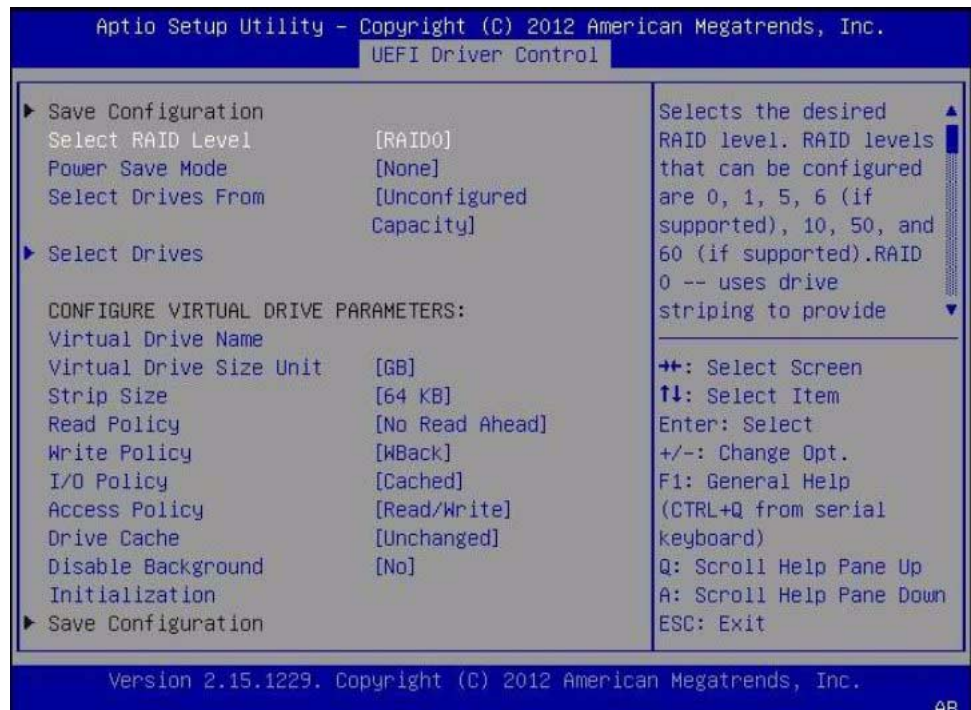 Aptio Setup Utility – Copyright (C) 2012 American Megatrends, Inc.
UEFI Driver Control
▶ Save Configuration
Select RAID Level [RAID0]
Power Save Mode [None]
Select Drives From [Unconfigured
Capacity]
▶ Select Drives
CONFIGURE VIRTUAL DRIVE PARAMETERS:
Virtual Drive Name
Virtual Drive Size Unit [GB]
Strip Size [64 KB]
Read Policy [No Read Ahead]
Write Policy [WBack]
I/O Policy [Cached]
Access Policy [Read/Write]
Drive Cache [Unchanged]
Disable Background [No]
Initialization
▶ Save Configuration
Selects the desired
RAID level. RAID levels
that can be configured
are 0, 1, 5, 6 (if
supported), 10, 50, and
60 (if supported).RAID
0 -- uses drive
striping to provide
→←: Select Screen
↑↓: Select Item
Enter: Select
+/-: Change Opt.
F1: General Help
(CTRL+Q from serial
keyboard)
Q: Scroll Help Pane Up
A: Scroll Help Pane Down
ESC: Exit
Version 2.15.1229. Copyright (C) 2012 American Megatrends, Inc.
AB